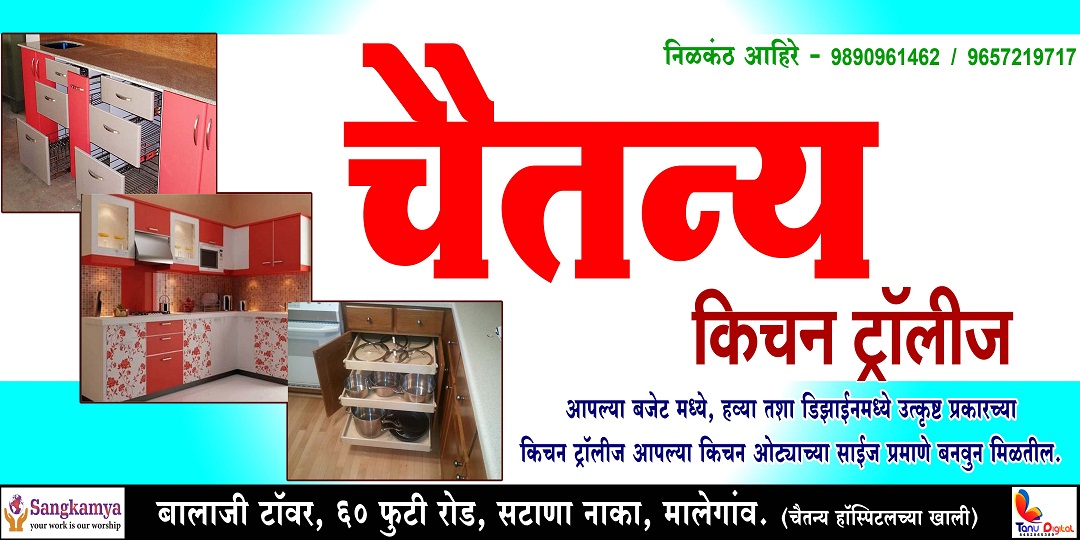 निळकंठ आहिरे - 9890961462 / 9657219717
चैतन्य
किचन ट्रॉलीज
आपल्या बजेट मध्ये, हव्या तशा डिझाईनमध्ये उत्कृष्ट प्रकारच्या
किचन ट्रॉलीज आपल्या किचन ओट्याच्या साईज प्रमाणे बनवुन मिळतील.
Sangkamya
your work is our worship
बालाजी टॉवर, ६० फुटी रोड, सटाणा नाका, मालेगांव. (चैतन्य हॉस्पिटलच्या खाली)
Tanu Digital